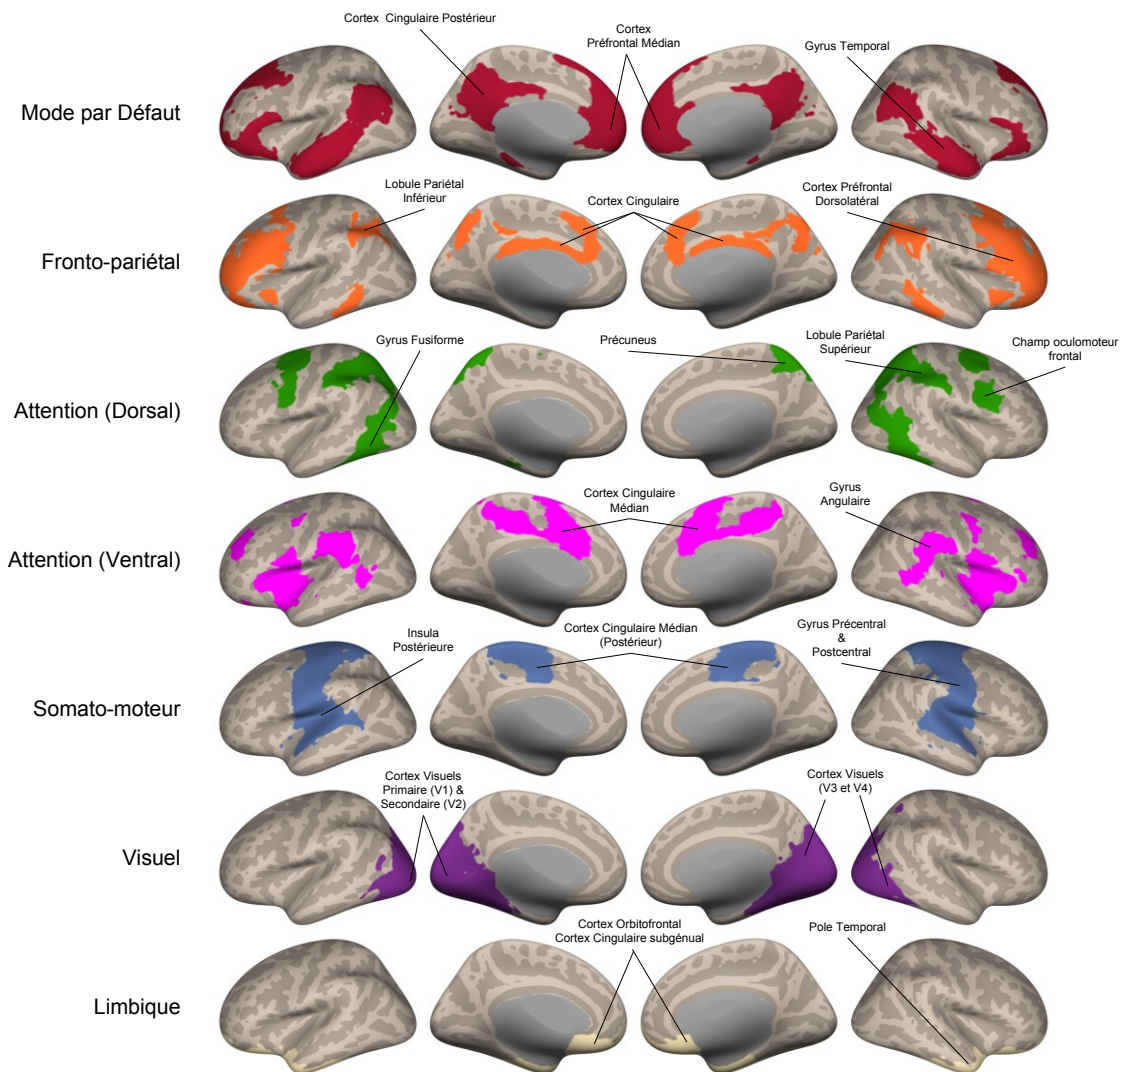 Cortex Cingulaire Postérieur
Cortex
Préfrontal Médian
Gyrus Temporal
Mode par Défaut
Lobule Pariétal
Inférieur
Cortex Cingulaire
Cortex Préfrontal
Dorsolatéral
Fronto-pariétal
Gyrus Fusiforme
Précuneus
Lobule Pariétal
Supérieur
Champ oculomoteur
frontal
Attention (Dorsal)
Cortex Cingulaire
Médian
Gyrus
Angulaire
Attention (Ventral)
Insula
Postérieure
Cortex Cingulaire Médian
(Postérieur)
Gyrus Précentral
&
Postcentral
Somato-moteur
Cortex Visuels
Primaire (V1) &
Secondaire (V2)
Cortex Visuels
(V3 et V4)
Visuel
Cortex Orbitofrontal
Cortex Cingulaire subgénual
Pole Temporal
Limbique